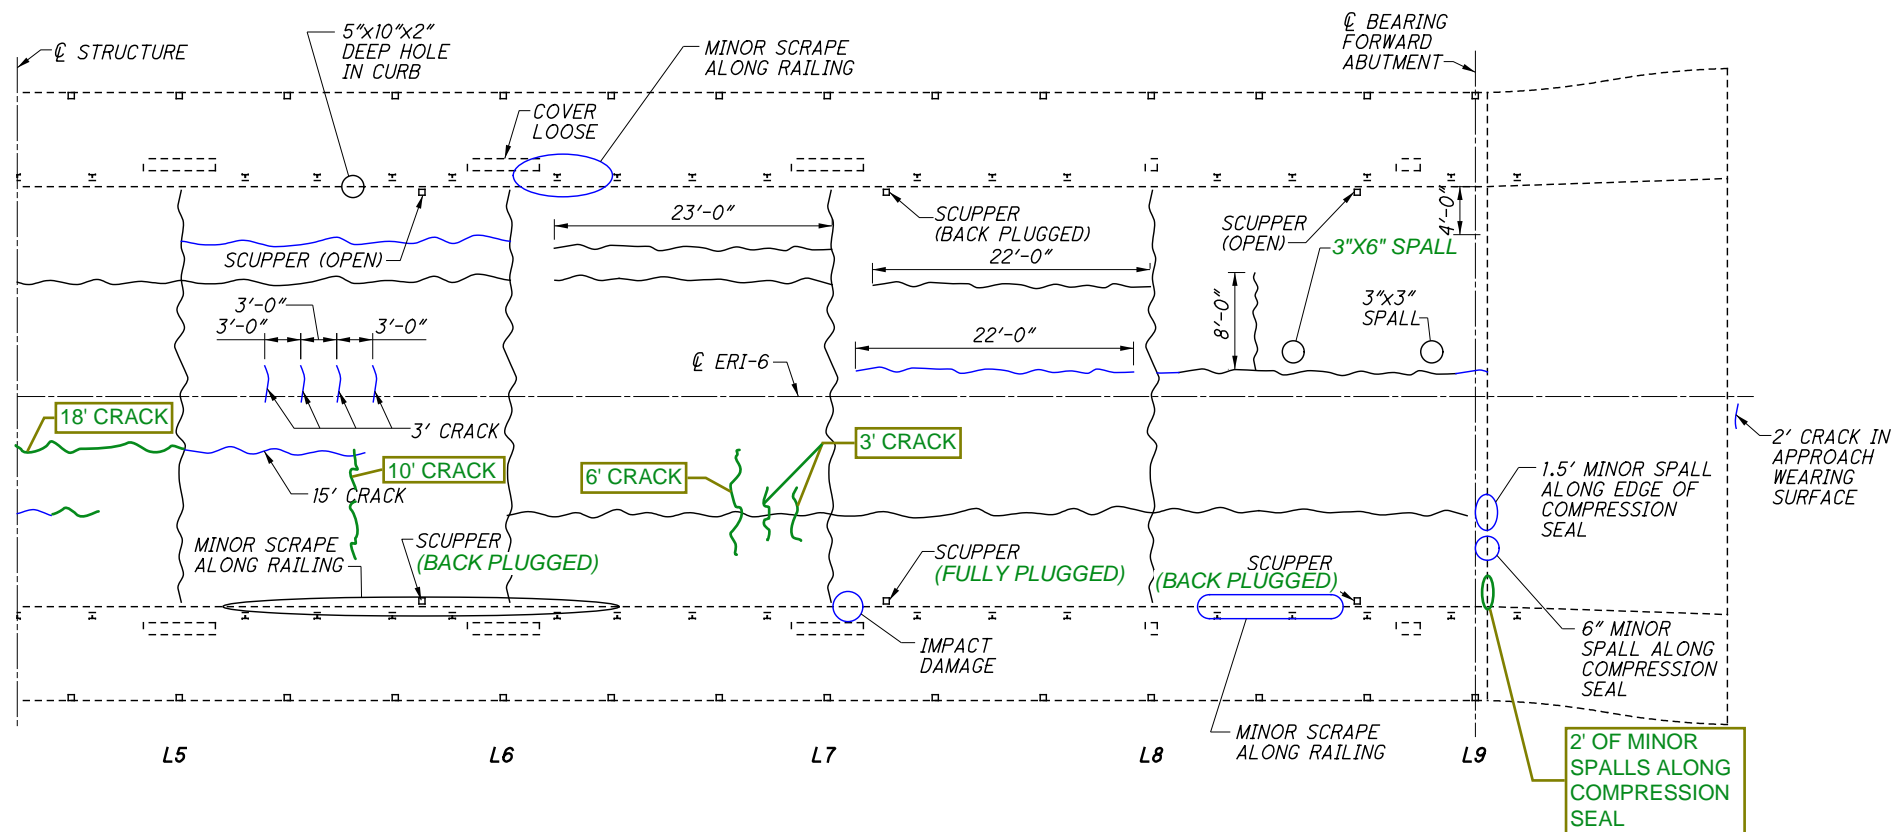 ℄ STRUCTURE
5"x10"x2"
DEEP HOLE
IN CURB
MINOR SCRAPE
ALONG RAILING
℄ BEARING
FORWARD
ABUTMENT
COVER
LOOSE
23'-0"
SCUPPER
(BACK PLUGGED)
SCUPPER
(OPEN)
4'-0"
3"X6" SPALL
SCUPPER (OPEN)
22'-0"
3'-0"
3'-0"
3'-0"
8'-0"
3"x3"
SPALL
22'-0"
℄ ERI-6
18' CRACK
3' CRACK
3' CRACK
2' CRACK IN
APPROACH
WEARING
SURFACE
10' CRACK
6' CRACK
15' CRACK
1.5' MINOR SPALL
ALONG EDGE OF
COMPRESSION
SEAL
MINOR SCRAPE
ALONG RAILING
SCUPPER
(BACK PLUGGED)
SCUPPER
(FULLY PLUGGED)
SCUPPER
(BACK PLUGGED)
IMPACT
DAMAGE
6" MINOR
SPALL ALONG
COMPRESSION
SEAL
MINOR SCRAPE
ALONG RAILING
L5
L6
L7
L8
L9
2' OF MINOR
SPALLS ALONG
COMPRESSION
SEAL